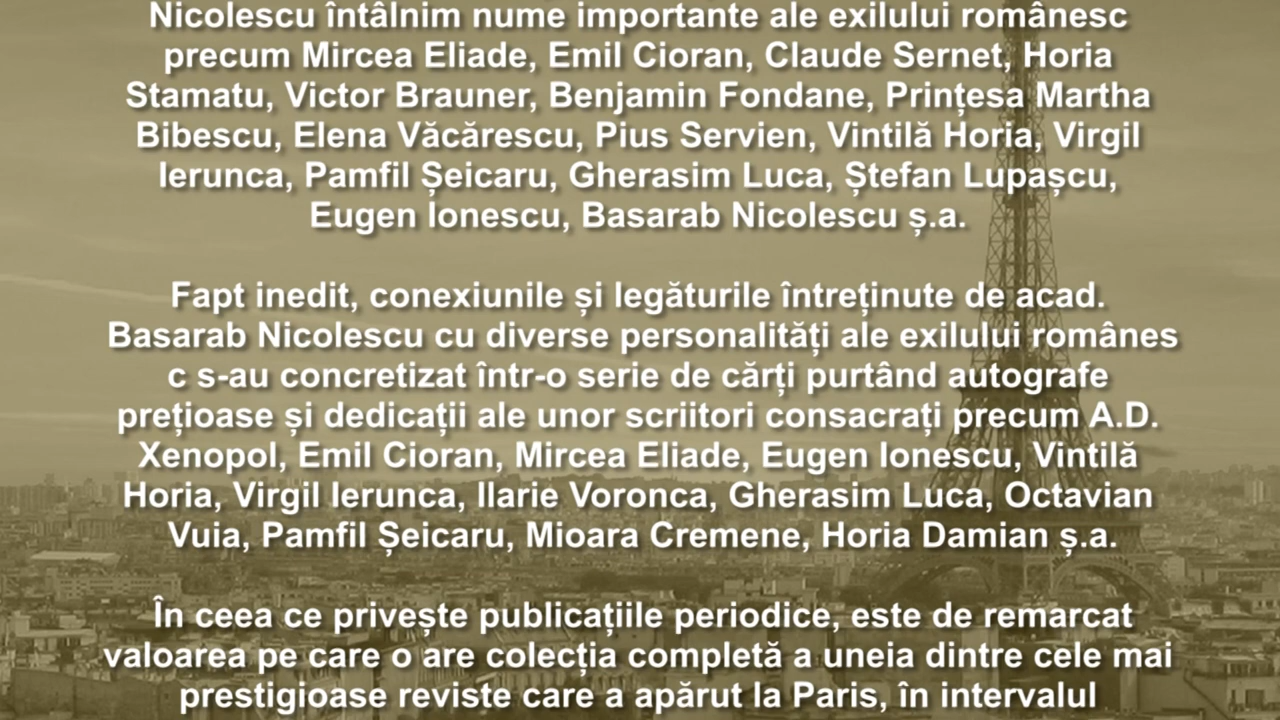 Nicolescu întâlnim nume importante ale exilului românesc
precum Mircea Eliade, Emil Cioran, Claude Sernet, Horia
Stamatu, Victor Brauner, Benjamin Fondane, Prințesa Martha
Bibescu, Elena Văcărescu, Pius Servien, Vintilă Horia, Virgil
Ierunca, Pamfil Șeicaru, Gherasim Luca, Ștefan Lupașcu,
Eugen Ionescu, Basarab Nicolescu ș.a.
Fapt inedit, conexiunile și legăturile întreținute de acad.
Basarab Nicolescu cu diverse personalități ale exilului românes
c s-au concretizat într-o serie de cărți purtând autografe
prețioase și dedicații ale unor scriitori consacrați precum A.D.
Xenopol, Emil Cioran, Mircea Eliade, Eugen Ionescu, Vintilă
Horia, Virgil Ierunca, Ilarie Voronca, Gherasim Luca, Octavian
Vuia, Pamfil Șeicaru, Mioara Cremene, Horia Damian ș.a.
În ceea ce privește publicațiile periodice, este de remarcat
valoarea pe care o are colecția completă a uneia dintre cele mai
prestigioase reviste care a apărut la Paris, în intervalul